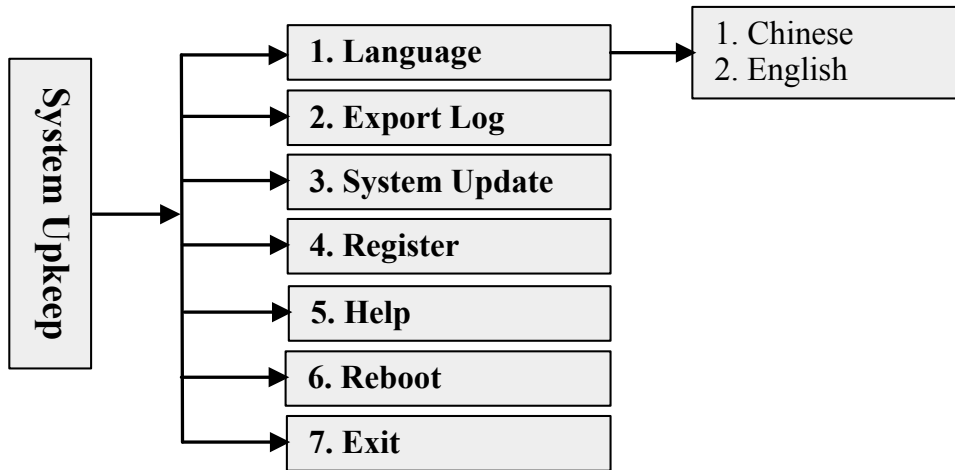 System Upkeep
1. Language
1. Chinese
2. English
2. Export Log
3. System Update
4. Register
5. Help
6. Reboot
7. Exit